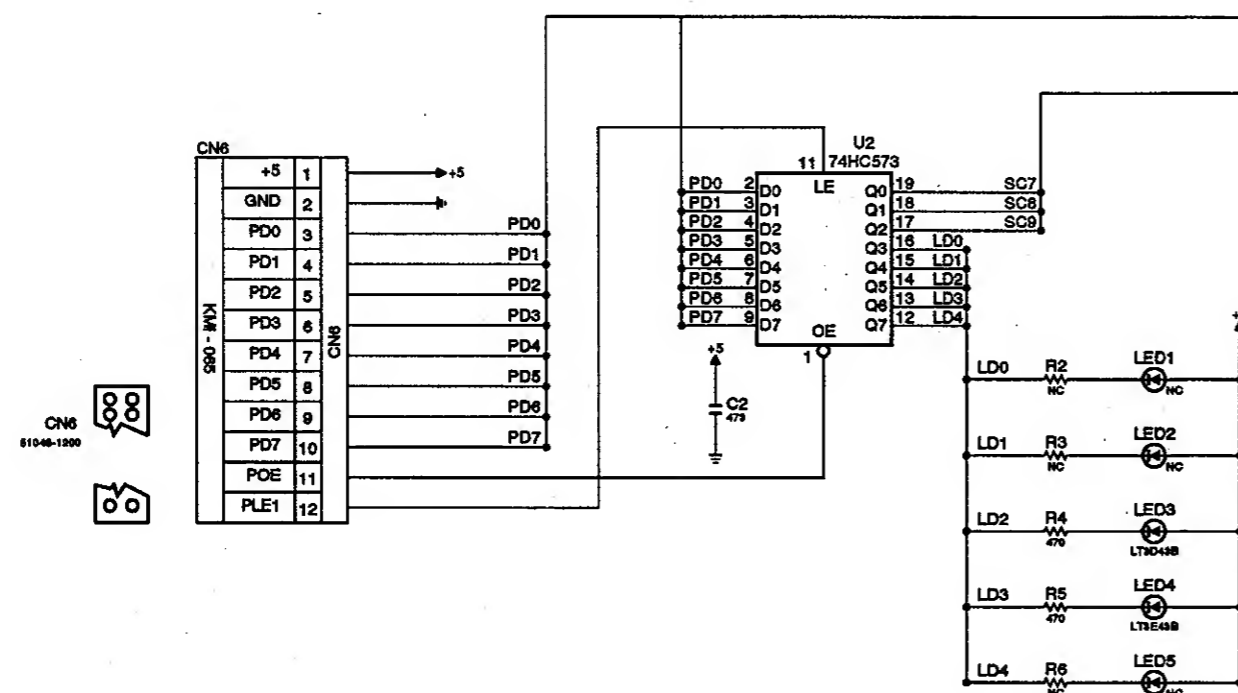 CN6
+5 1
GND 2
PD0 3
PD1 4
PD2 5
PD3 6
PD4 7
PD5 8
PD6 9
PD7 10
POE 11
PLE1 12
KMI - 065
CN6
+5
PD0
PD1
PD2
PD3
PD4
PD5
PD6
PD7
CN6
51046-1200
U2
74HC573
11 LE
PD0 2 D0 Q0 19 SC7
PD1 3 D1 Q1 18 SC8
PD2 4 D2 Q2 17 SC9
PD3 5 D3 Q3 16 LD0
PD4 6 D4 Q4 15 LD1
PD5 7 D5 Q5 14 LD2
PD6 8 D6 Q6 13 LD3
PD7 9 D7 Q7 12 LD4
OE
1
+5
C2
473
LD0 R2 LED1
NC NC
LD1 R3 LED2
NC NC
LD2 R4 LED3
470 LT3D43B
LD3 R5 LED4
470 LT3E43B
LD4 R6 LED5
NC NC